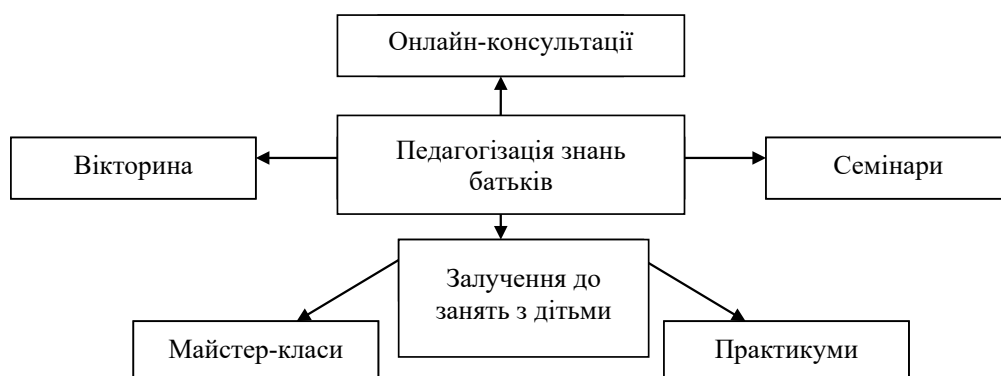 Онлайн-консультації
Вікторина
Педагогізація знань
батьків
Семінари
Залучення до
занять з дітьми
Майстер-класи
Практикуми